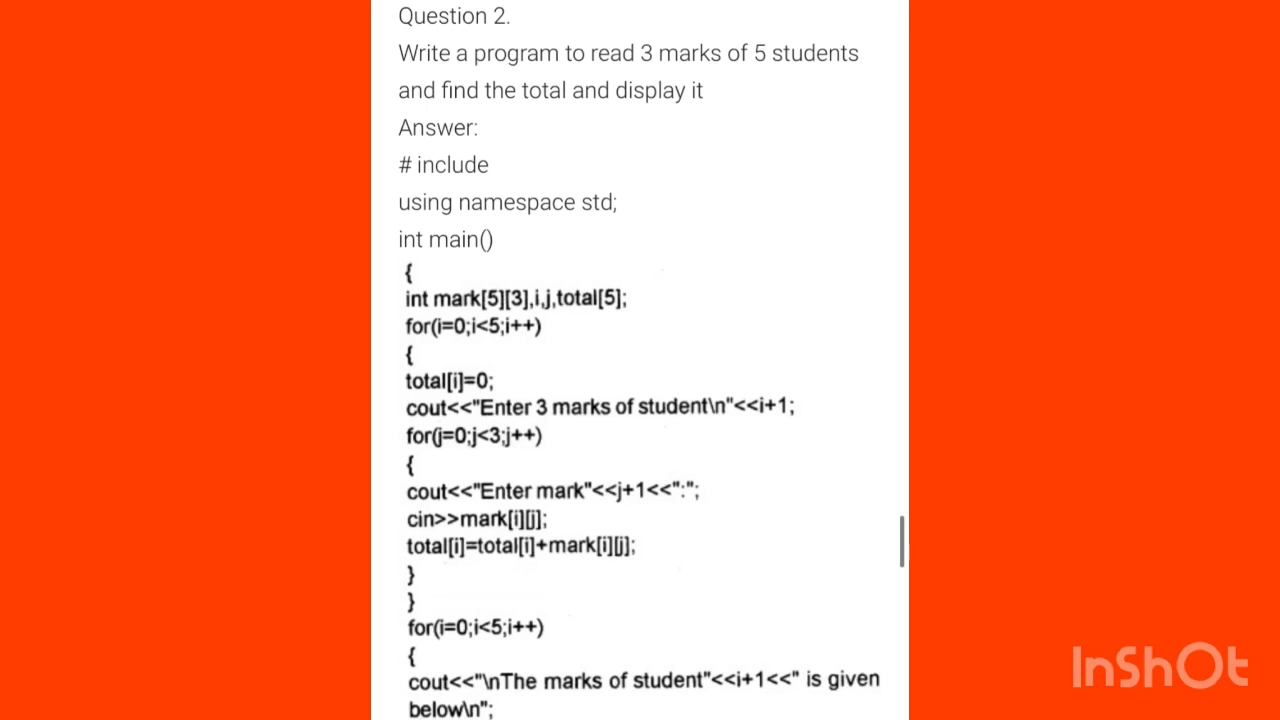 Question 2.
Write a program to read 3 marks of 5 students
and find the total and display it
Answer:
# include
using namespace std;
int main()
{
int mark[5][3],i,j,total[5];
for(i=0;i<5;i++)
{
total[i]=0;
cout<<"Enter 3 marks of student\n"<<i+1;
for(j=0;j<3;j++)
{
cout<<"Enter mark"<<j+1<<":";
cin>>mark[i][j];
total[i]=total[i]+mark[i][j];
}
}
for(i=0;i<5;i++)
{
cout<<"\nThe marks of student"<<i+1<<" is given
below\n";
InShOt